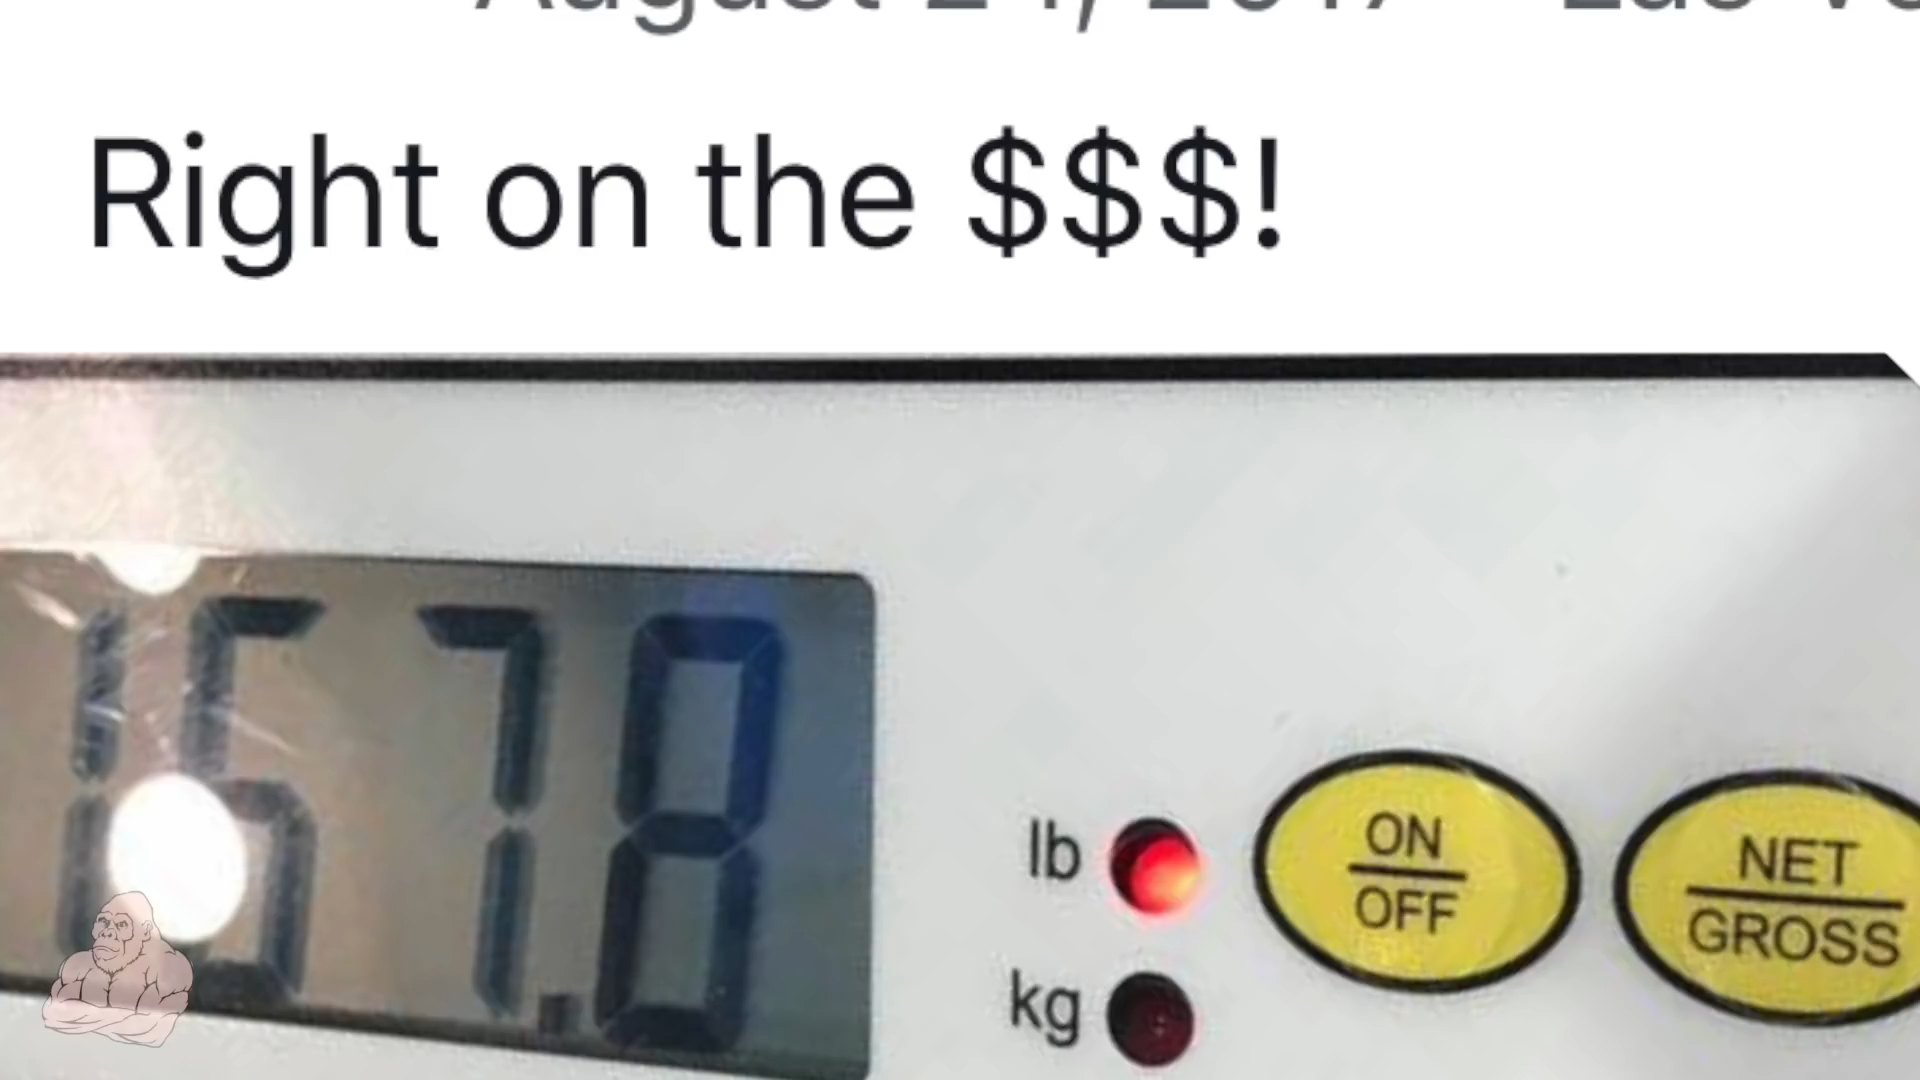 Right on the $$$!
167.8
lb
ON
OFF
NET
GROSS
kg